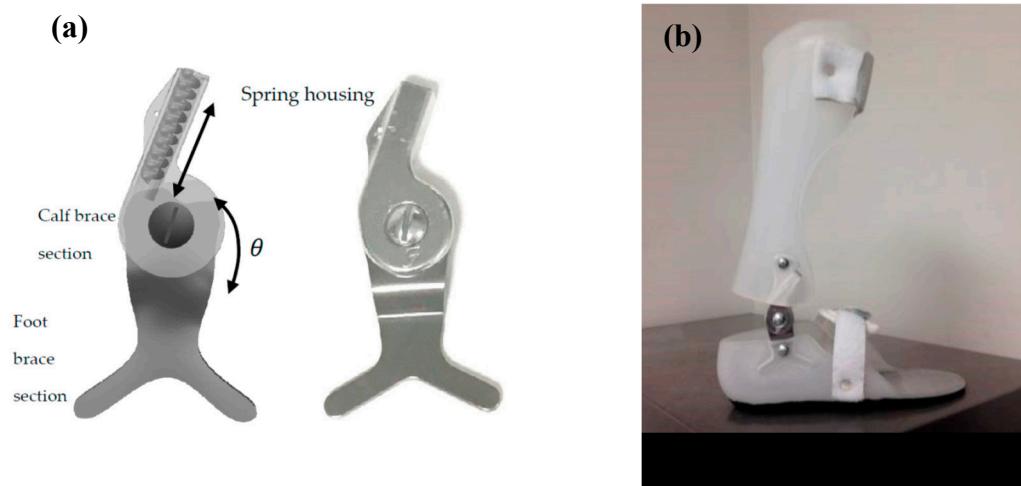 (a)
(b)
Spring housing
Calf brace
section
θ
Foot
brace
section